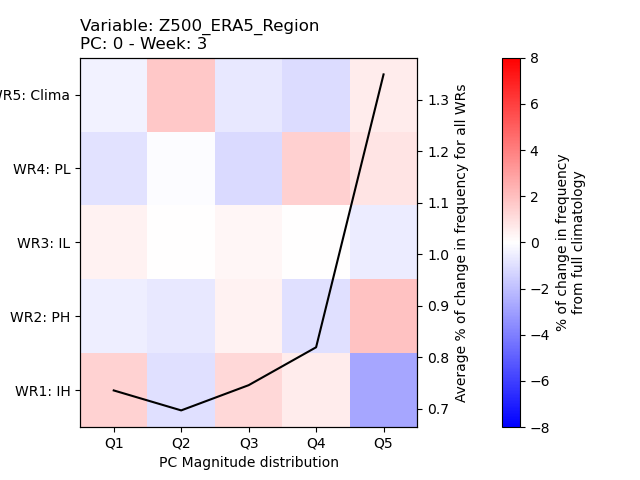 Variable: Z500_ERA5_Region
PC: 0 - Week: 3
WR5: Clima
WR4: PL
WR3: IL
WR2: PH
WR1: IH
Q1 Q2 Q3 Q4 Q5
PC Magnitude distribution
1.3
1.2
1.1
1.0
0.9
0.8
0.7
Average % of change in frequency for all WRs
8
6
4
2
0
−2
−4
−6
−8
% of change in frequency
from full climatology